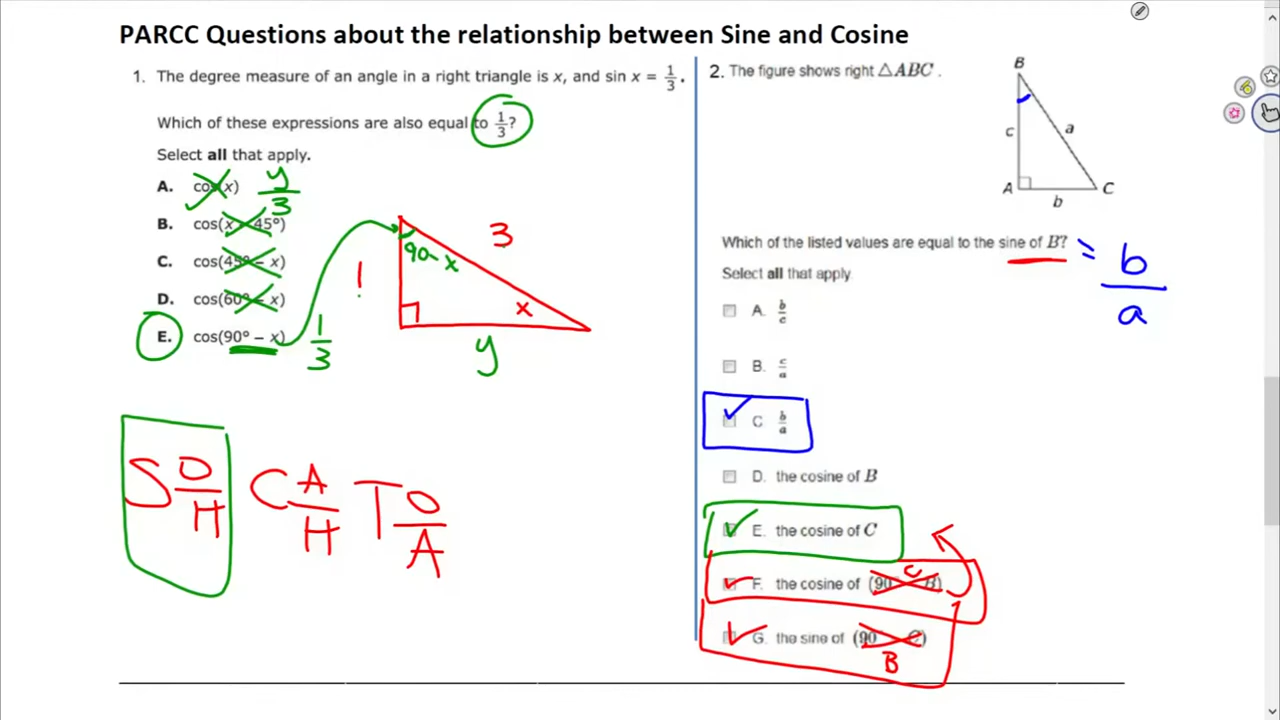 PARCC Questions about the relationship between Sine and Cosine
1. The degree measure of an angle in a right triangle is x, and sin x = 1/3.
Which of these expressions are also equal to 1/3?
Select all that apply.
A. cos(x) y/3
B. cos(x − 45°)
C. cos(45° − x)
D. cos(60° − x)
E. cos(90° − x) 1/3
3
90-x
1
x
y
S O/H C A/H T O/A
2. The figure shows right △ABC .
B
c
a
A
C
b
Which of the listed values are equal to the sine of B? = b/a
Select all that apply
A. b/c
B. c/a
C b/a
D. the cosine of B
E. the cosine of C
F. the cosine of (90 − B) C
G. the sine of (90 − C)
B